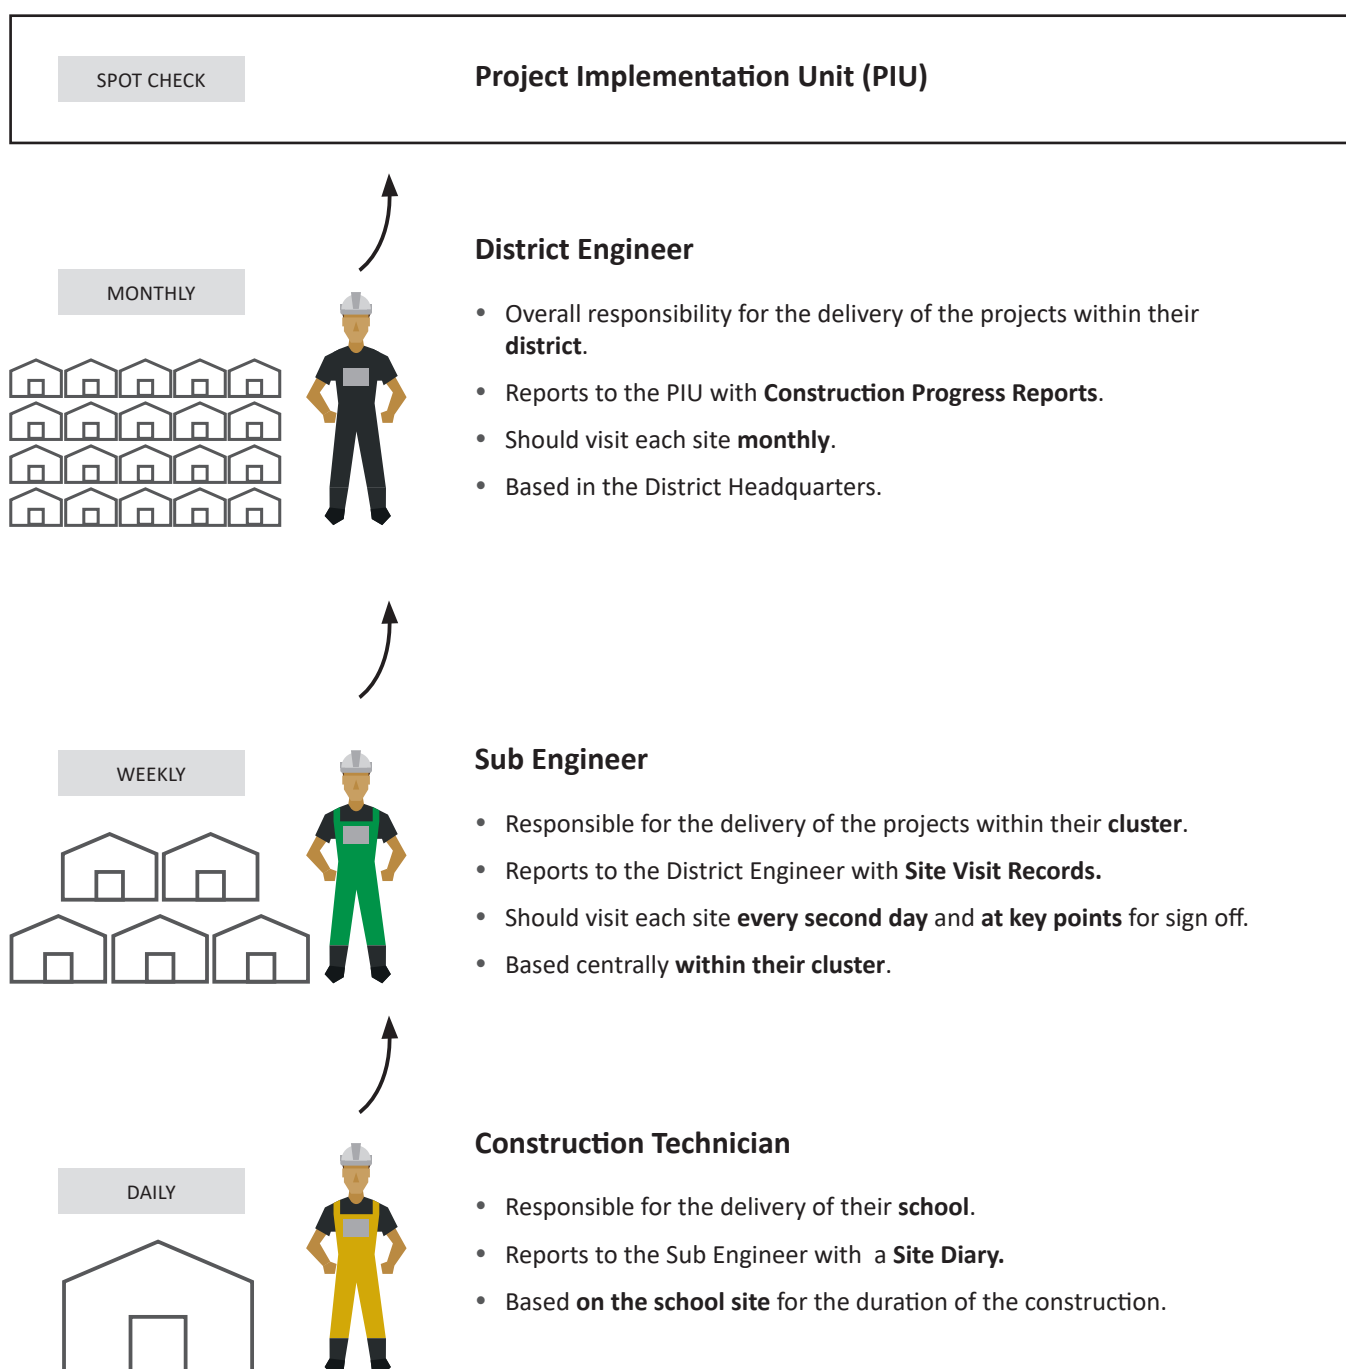 SPOT CHECK
Project Implementation Unit (PIU)
District Engineer
MONTHLY
• Overall responsibility for the delivery of the projects within their
district.
• Reports to the PIU with Construction Progress Reports.
• Should visit each site monthly.
• Based in the District Headquarters.
Sub Engineer
WEEKLY
• Responsible for the delivery of the projects within their cluster.
• Reports to the District Engineer with Site Visit Records.
• Should visit each site every second day and at key points for sign off.
• Based centrally within their cluster.
Construction Technician
DAILY
• Responsible for the delivery of their school.
• Reports to the Sub Engineer with a Site Diary.
• Based on the school site for the duration of the construction.